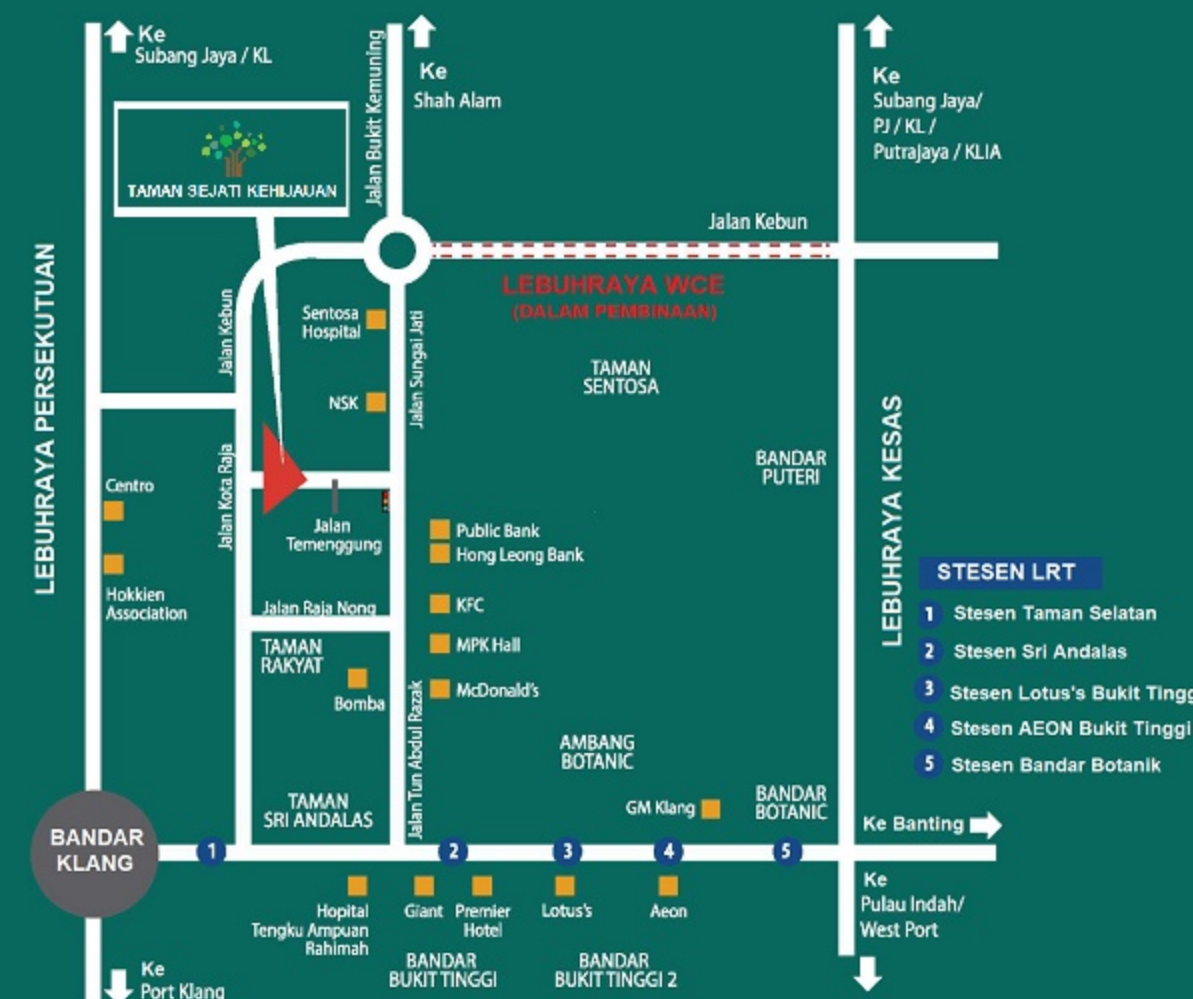 Ke
Subang Jaya / KL
Jalan Bukit Kemuning
Ke
Shah Alam
Ke
Subang Jaya/
PJ / KL /
Putrajaya / KLIA
TAMAN SEJATI KEHIJAUAN
Jalan Kebun
LEBUHRAYA WCE
(DALAM PEMBINAAN)
LEBUHRAYA PERSEKUTUAN
Jalan Kebun
Sentosa
Hospital
Jalan Sungai Jati
NSK
TAMAN
SENTOSA
LEBUHRAYA KESAS
BANDAR
PUTERI
Centro
Jalan Kota Raja
Jalan
Temenggung
Public Bank
Hong Leong Bank
Hokkien
Association
Jalan Raja Nong
KFC
TAMAN
RAKYAT
MPK Hall
Bomba
McDonald's
Jalan Tun Abdul Razak
STESEN LRT
1 Stesen Taman Selatan
2 Stesen Sri Andalas
3 Stesen Lotus's Bukit Tingg
4 Stesen AEON Bukit Tinggi
5 Stesen Bandar Botanik
AMBANG
BOTANIC
TAMAN
SRI ANDALAS
GM Klang
BANDAR
BOTANIC
Ke Banting
BANDAR
KLANG
1
2
3
4
5
Ke
Pulau Indah/
West Port
Hopital
Tengku Ampuan
Rahimah
Giant
Premier
Hotel
Lotus's
Aeon
BANDAR
BUKIT TINGGI
BANDAR
BUKIT TINGGI 2
Ke
Port Klang